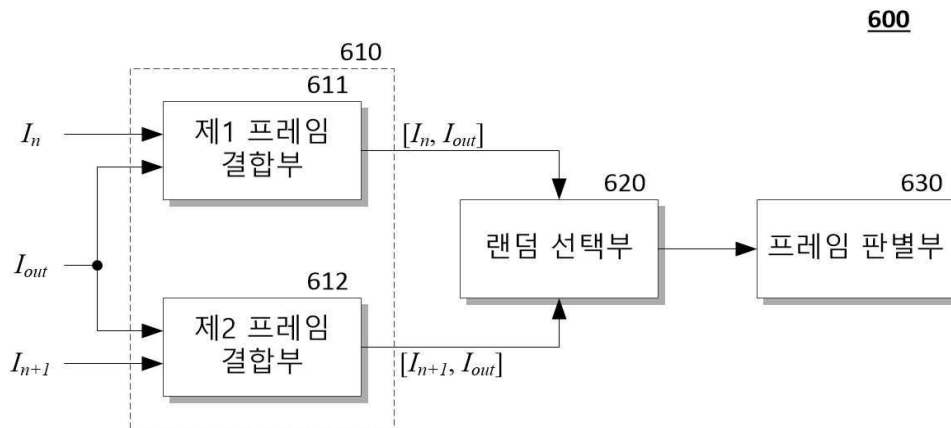 600
610
611
제1 프레임
결합부
I_n
[I_n, I_out]
620
랜덤 선택부
630
프레임 판별부
I_out
612
제2 프레임
결합부
I_{n+1}
[I_{n+1}, I_out]